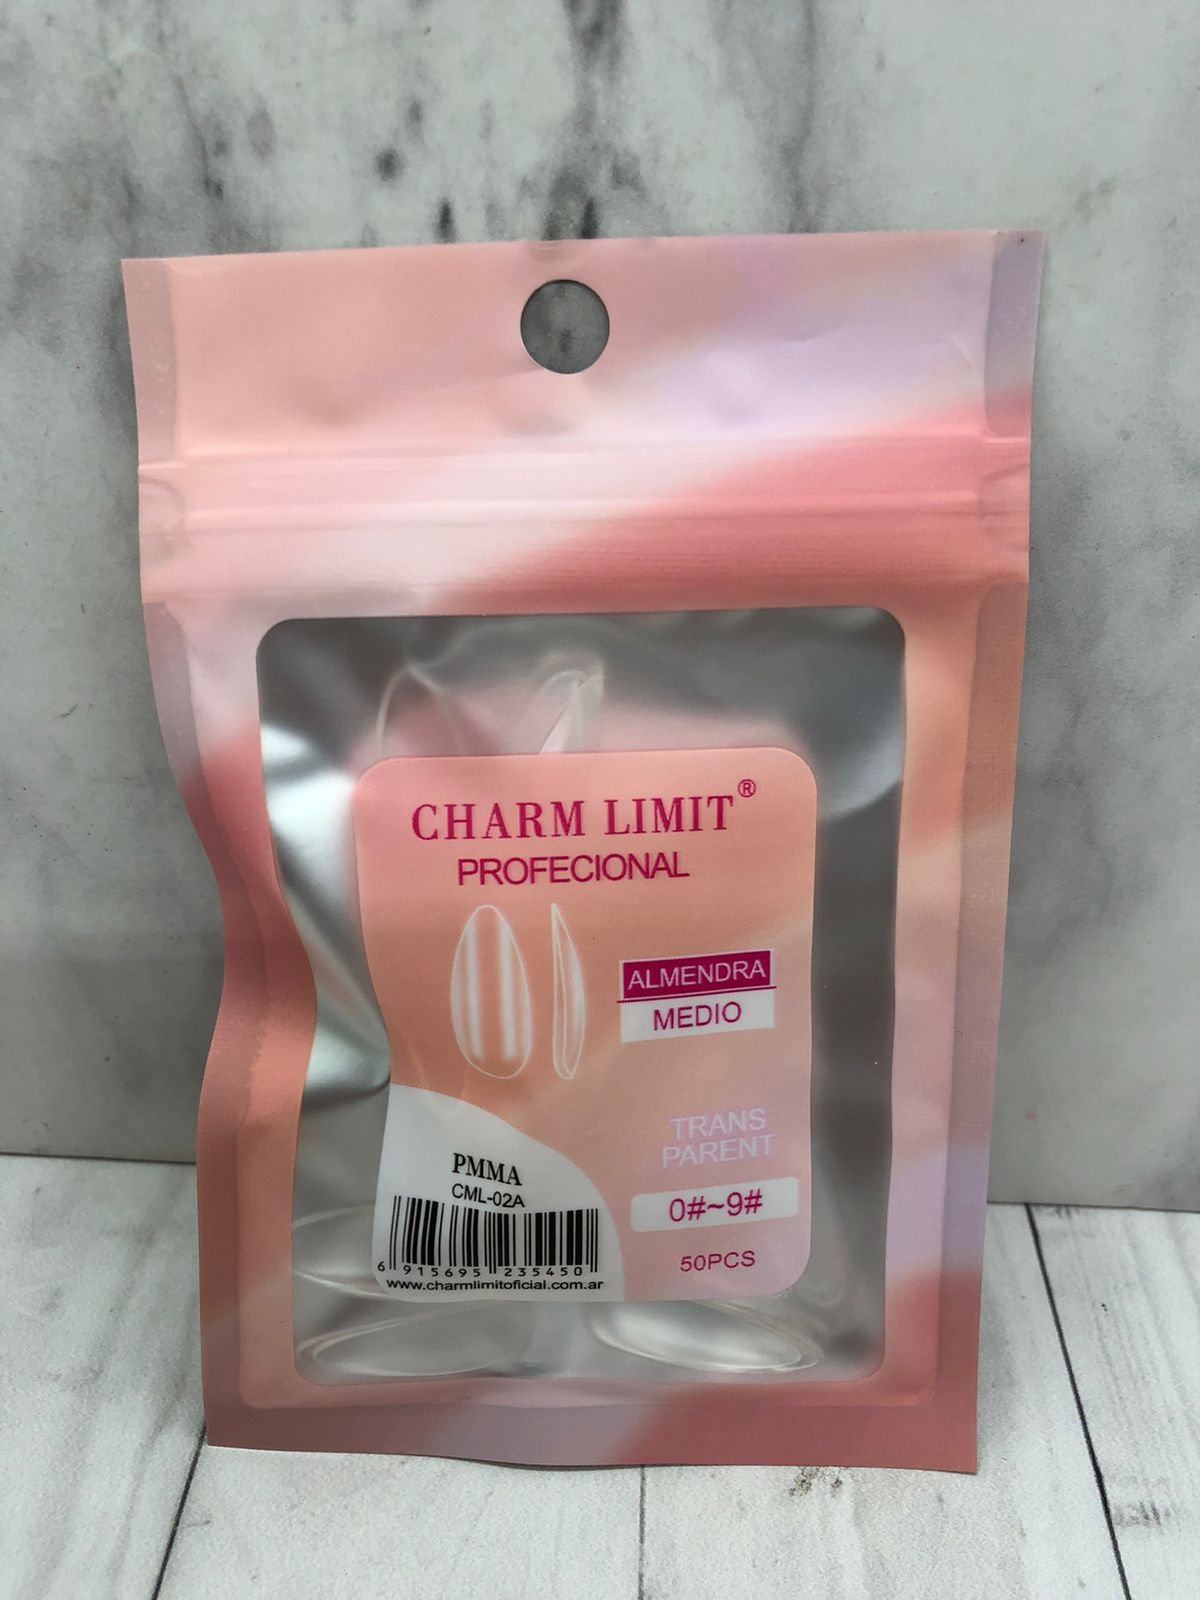 CHARM LIMIT®
PROFECIONAL
ALMENDRA
MEDIO
TRANS
PARENT
0#~9#
50PCS
PMMA
CML-02A
6 915695 235450
www.charmlimitoficial.com.ar